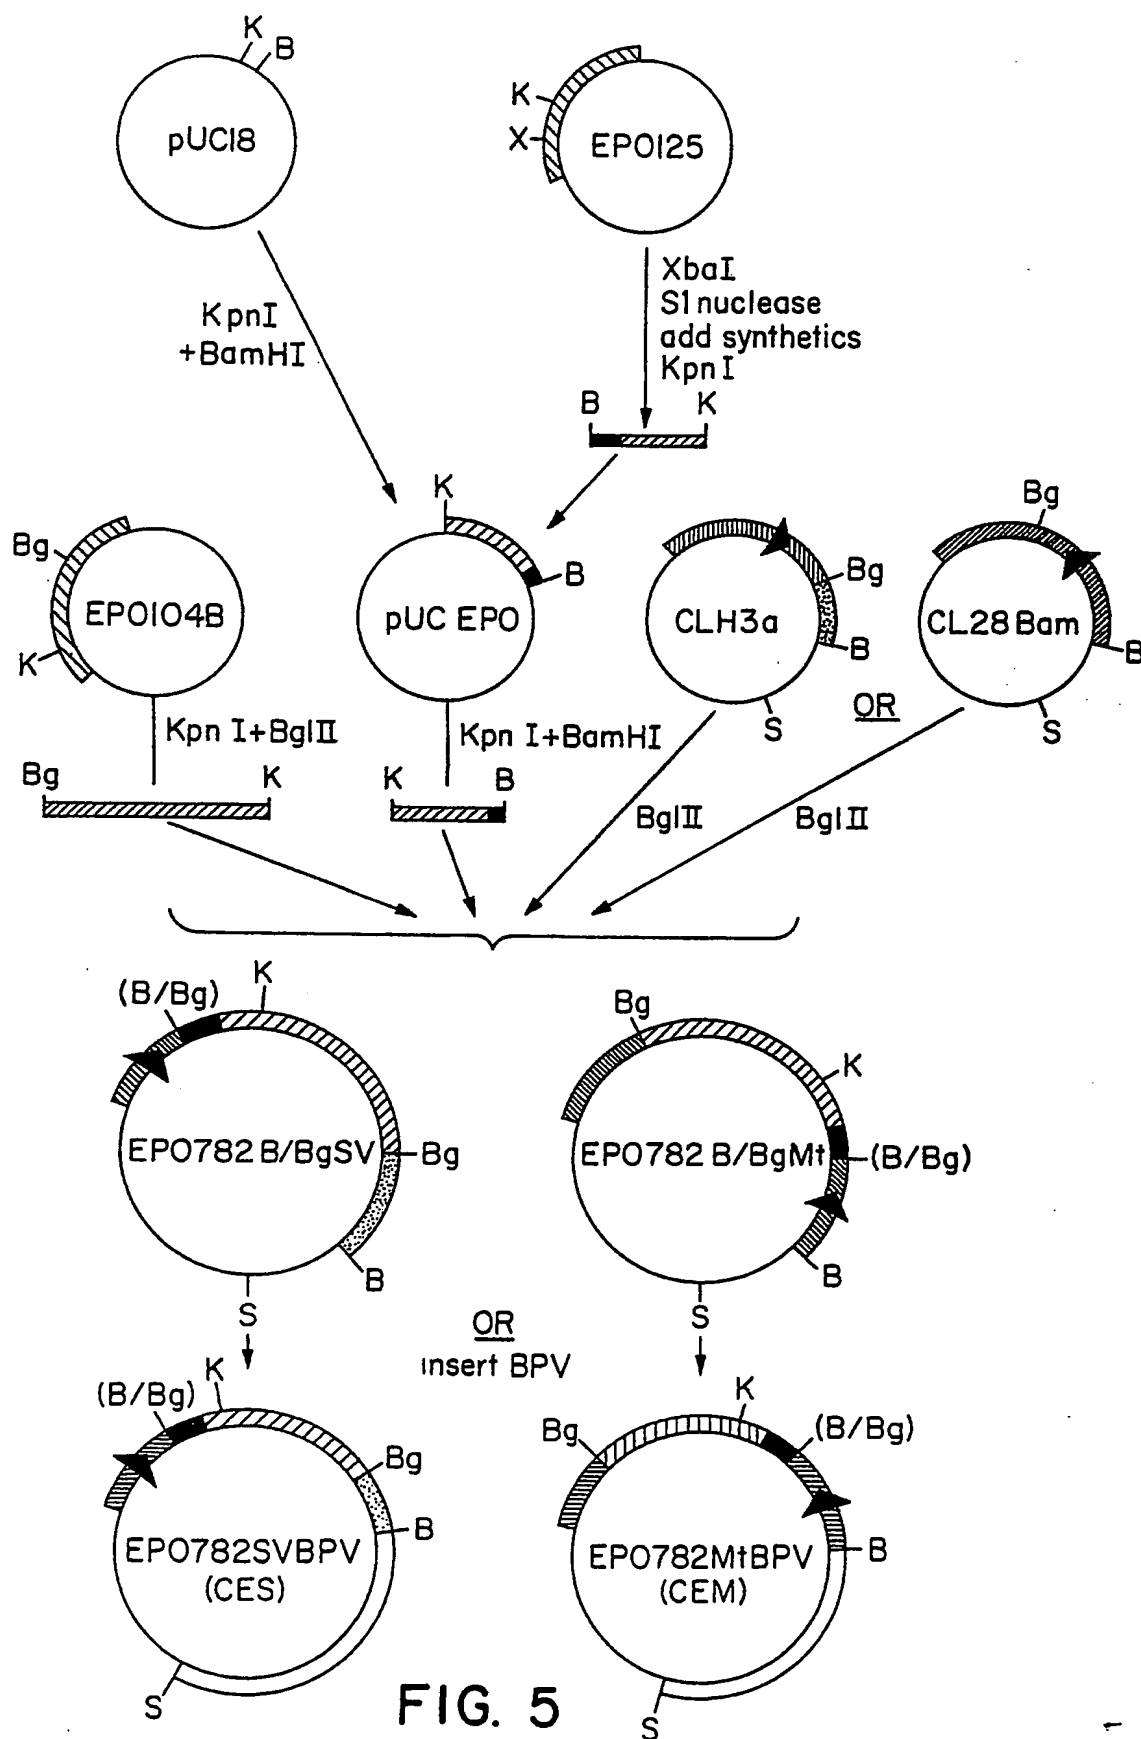 K
B
pUC18
K
X
EPO125
KpnI
+BamHI
XbaI
S1 nuclease
add synthetics
KpnI
B K
Bg
K
EPO104B
K
B
pUC EPO
Bg
B
CLH3a
S
OR
Bg
CL28 Bam
B
S
Kpn I+BglII
Bg K
Kpn I+BamHI
K B
BglII
BglII
(B/Bg)
K
EPO782 B/BgSV
Bg
B
S
Bg
K
EPO782 B/BgMt
(B/Bg)
B
S
OR
insert BPV
(B/Bg)
K
Bg
B
EPO782SVBPV
(CES)
S
Bg
K
(B/Bg)
EPO782MtBPV
(CEM)
B
S
FIG. 5